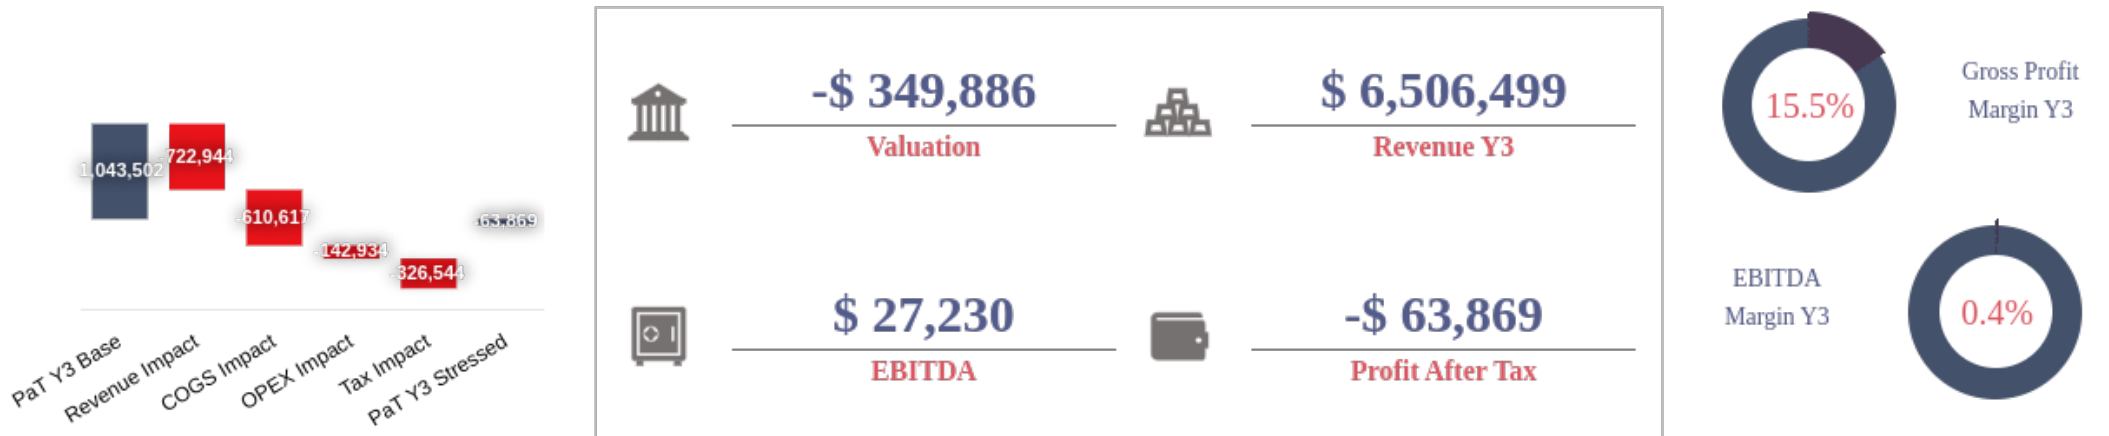 1,043,502
-722,944
-610,617
-142,934
-326,544
-63,869
PaT Y3 Base
Revenue Impact
COGS Impact
OPEX Impact
Tax Impact
PaT Y3 Stressed
-$ 349,886
Valuation
$ 6,506,499
Revenue Y3
$ 27,230
EBITDA
-$ 63,869
Profit After Tax
15.5%
Gross Profit
Margin Y3
EBITDA
Margin Y3
0.4%